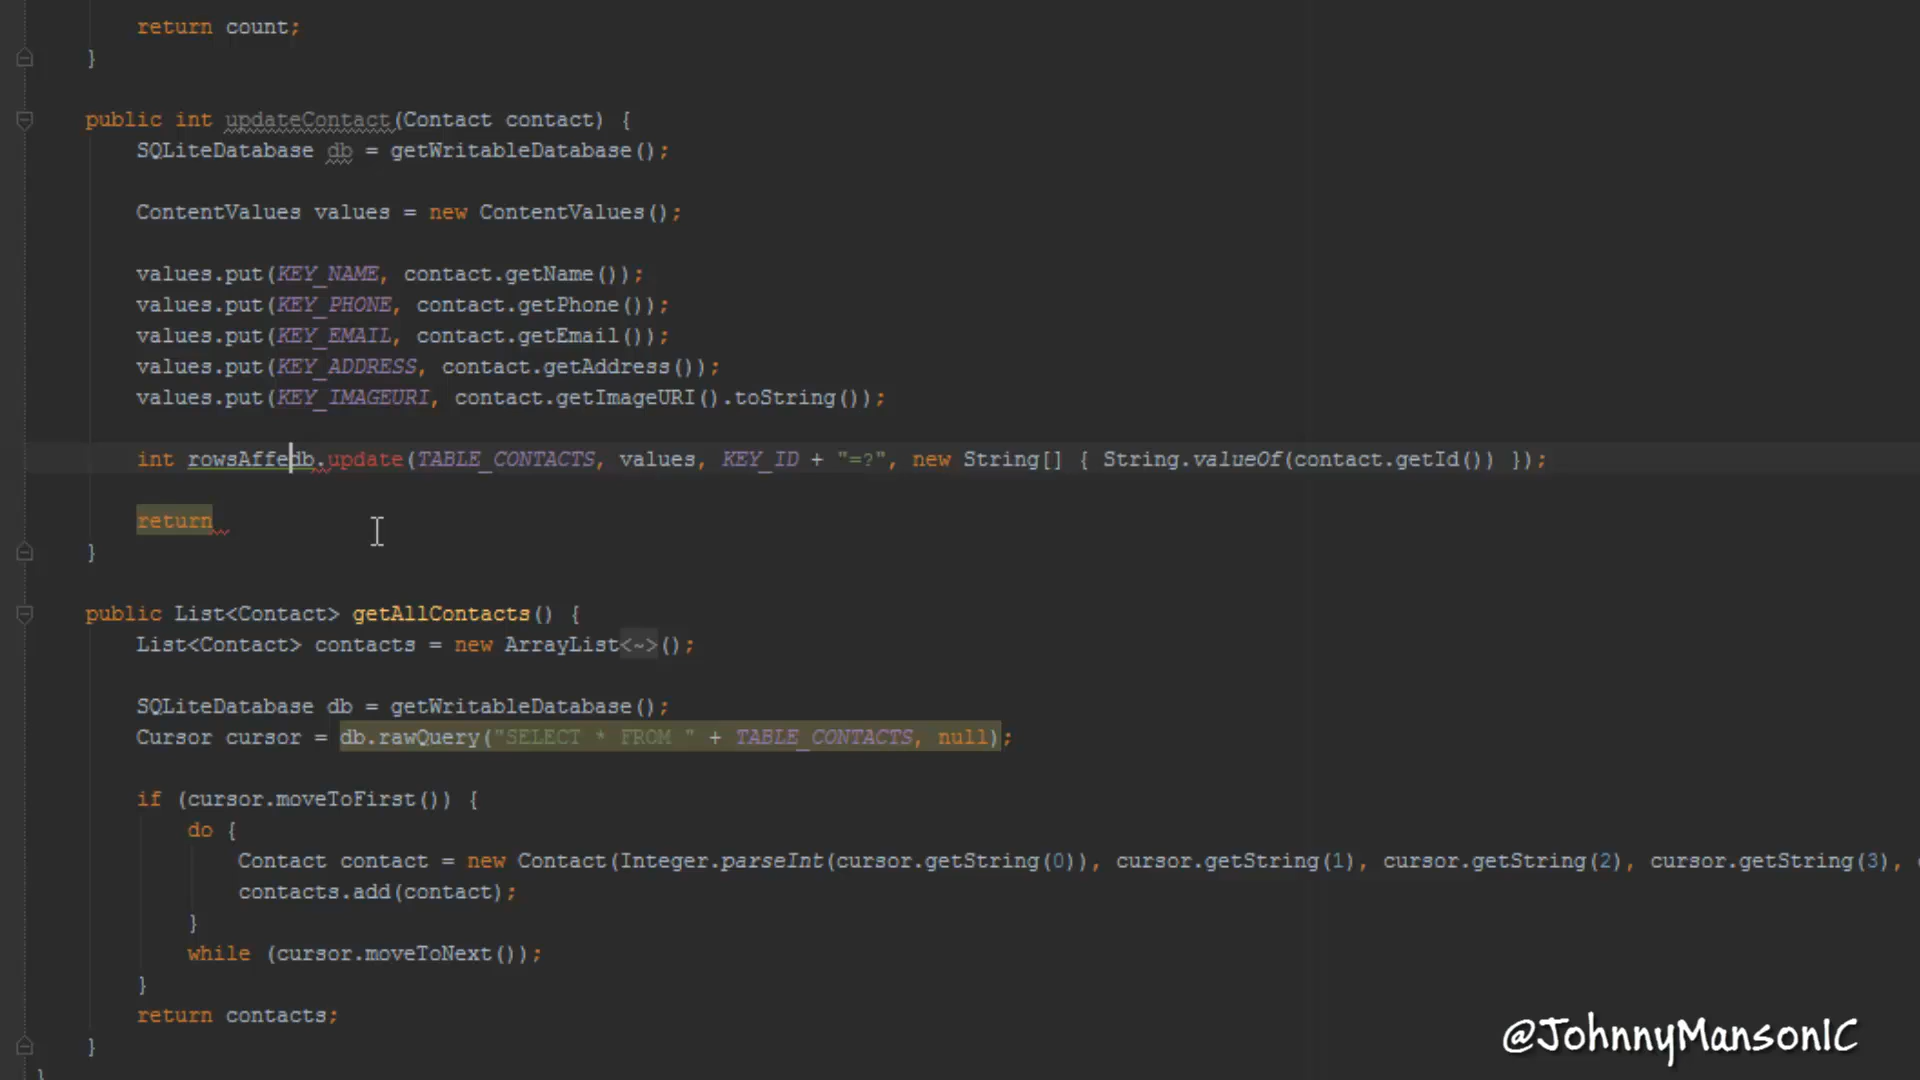 return count;
}
public int updateContact(Contact contact) {
SQLiteDatabase db = getWritableDatabase();
ContentValues values = new ContentValues();
values.put(KEY_NAME, contact.getName());
values.put(KEY_PHONE, contact.getPhone());
values.put(KEY_EMAIL, contact.getEmail());
values.put(KEY_ADDRESS, contact.getAddress());
values.put(KEY_IMAGEURI, contact.getImageURI().toString());
int rowsAffedb.update(TABLE_CONTACTS, values, KEY_ID + "=?", new String[] { String.valueOf(contact.getId()) });
return
}
public List<Contact> getAllContacts() {
List<Contact> contacts = new ArrayList<~>();
SQLiteDatabase db = getWritableDatabase();
Cursor cursor = db.rawQuery("SELECT * FROM " + TABLE_CONTACTS, null);
if (cursor.moveToFirst()) {
do {
Contact contact = new Contact(Integer.parseInt(cursor.getString(0)), cursor.getString(1), cursor.getString(2), cursor.getString(3),
contacts.add(contact);
}
while (cursor.moveToNext());
}
return contacts;
}
}
@JohnnyMansonIC